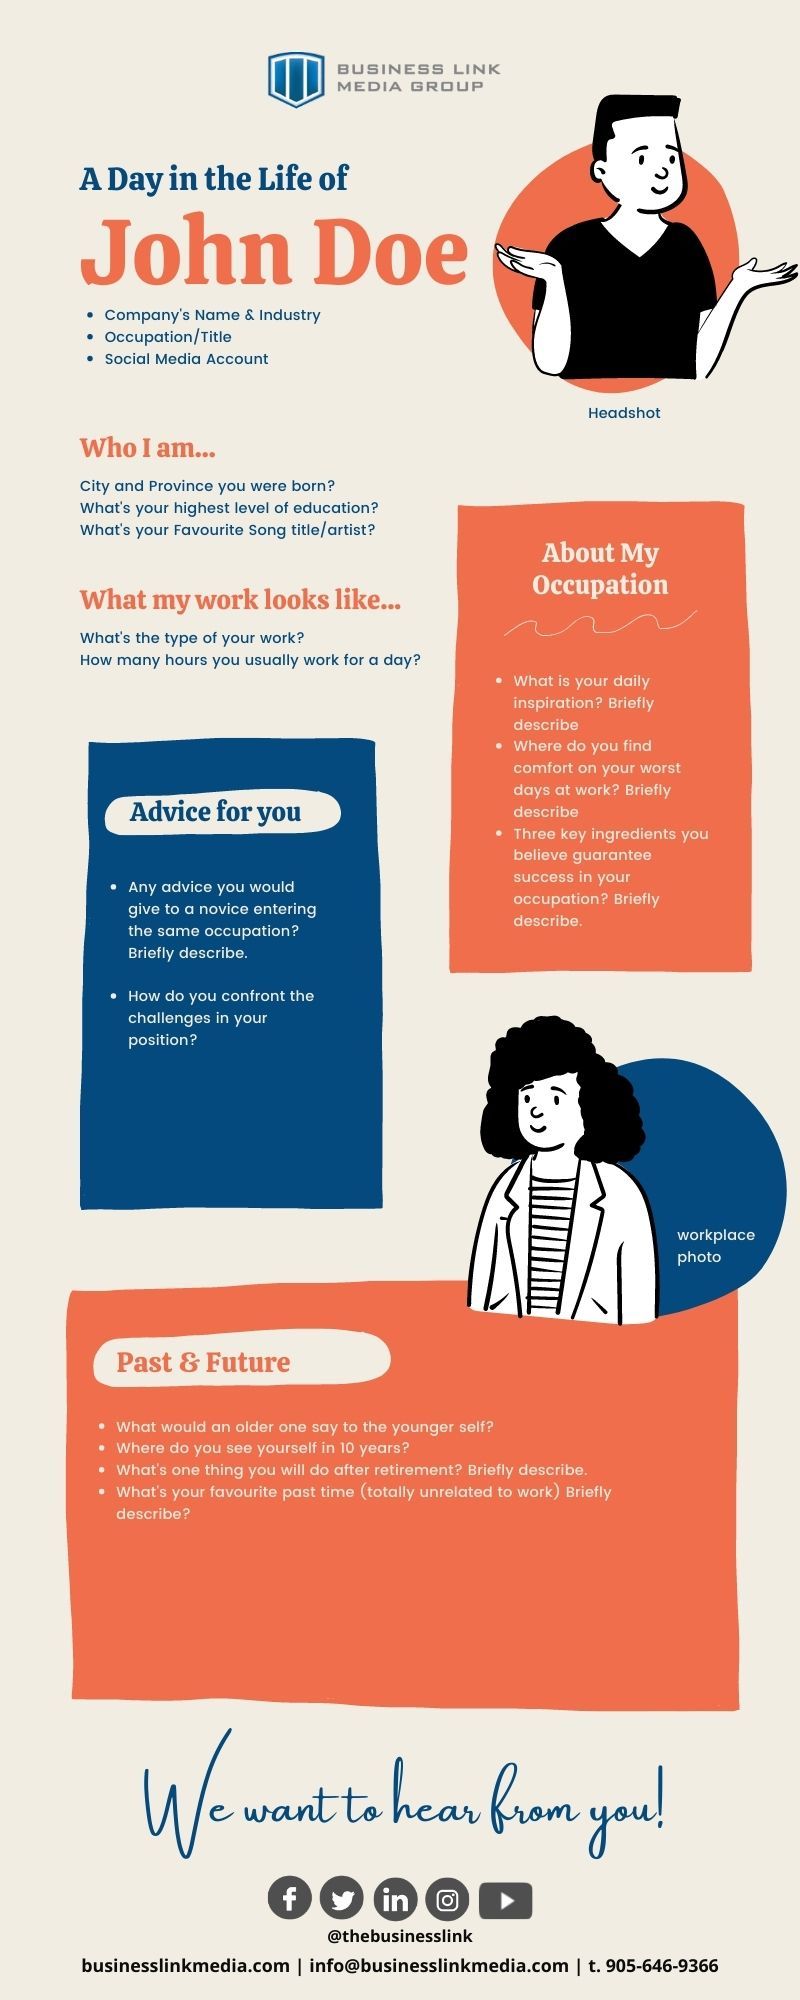 BUSINESS LINK
MEDIA GROUP
A Day in the Life of
John Doe
• Company's Name & Industry
• Occupation/Title
• Social Media Account
Headshot
Who I am...
City and Province you were born?
What's your highest level of education?
What's your Favourite Song title/artist?
What my work looks like...
What's the type of your work?
How many hours you usually work for a day?
About My
Occupation
• What is your daily
inspiration? Briefly
describe
• Where do you find
comfort on your worst
days at work? Briefly
describe
• Three key ingredients you
believe guarantee
success in your
occupation? Briefly
describe.
Advice for you
• Any advice you would
give to a novice entering
the same occupation?
Briefly describe.
• How do you confront the
challenges in your
position?
workplace
photo
Past & Future
• What would an older one say to the younger self?
• Where do you see yourself in 10 years?
• What's one thing you will do after retirement? Briefly describe.
• What's your favourite past time (totally unrelated to work) Briefly
describe?
We want to hear from you!
@thebusinesslink
businesslinkmedia.com | info@businesslinkmedia.com | t. 905-646-9366